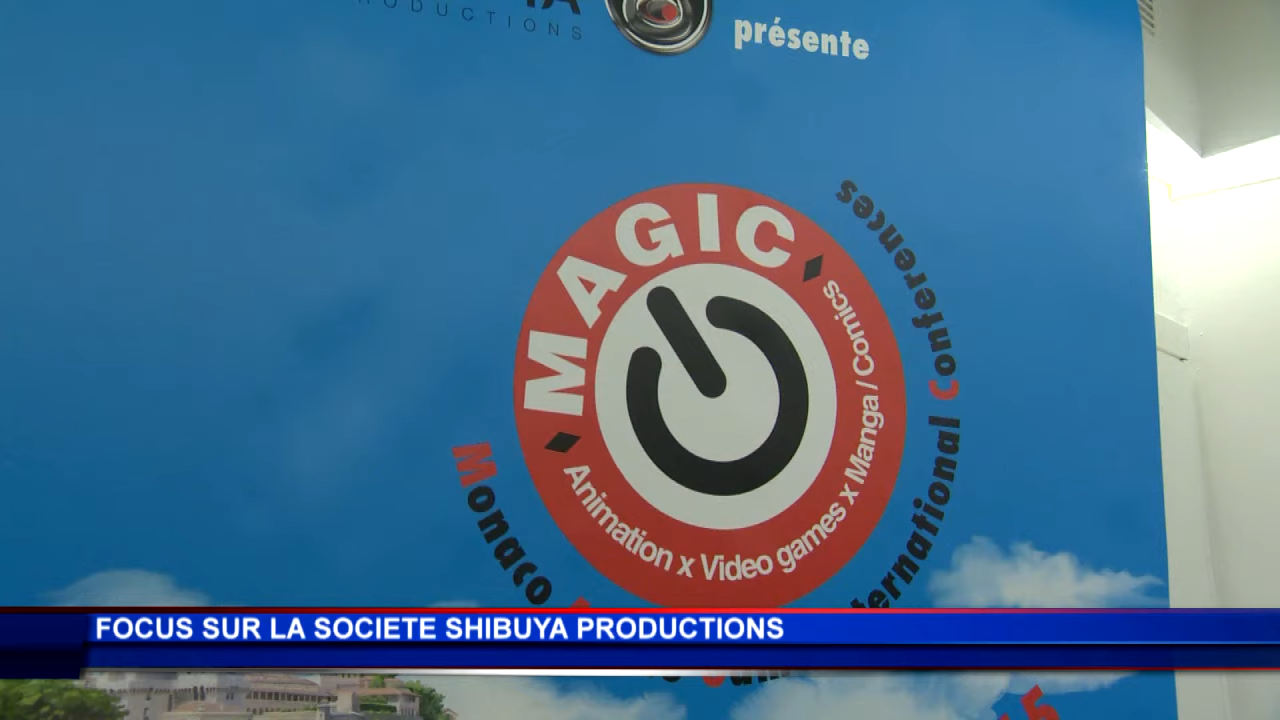 PRODUCTIONS
présente
MAGIC
Animation x Video games x Manga / Comics
Monaco
International Conferences
FOCUS SUR LA SOCIETE SHIBUYA PRODUCTIONS